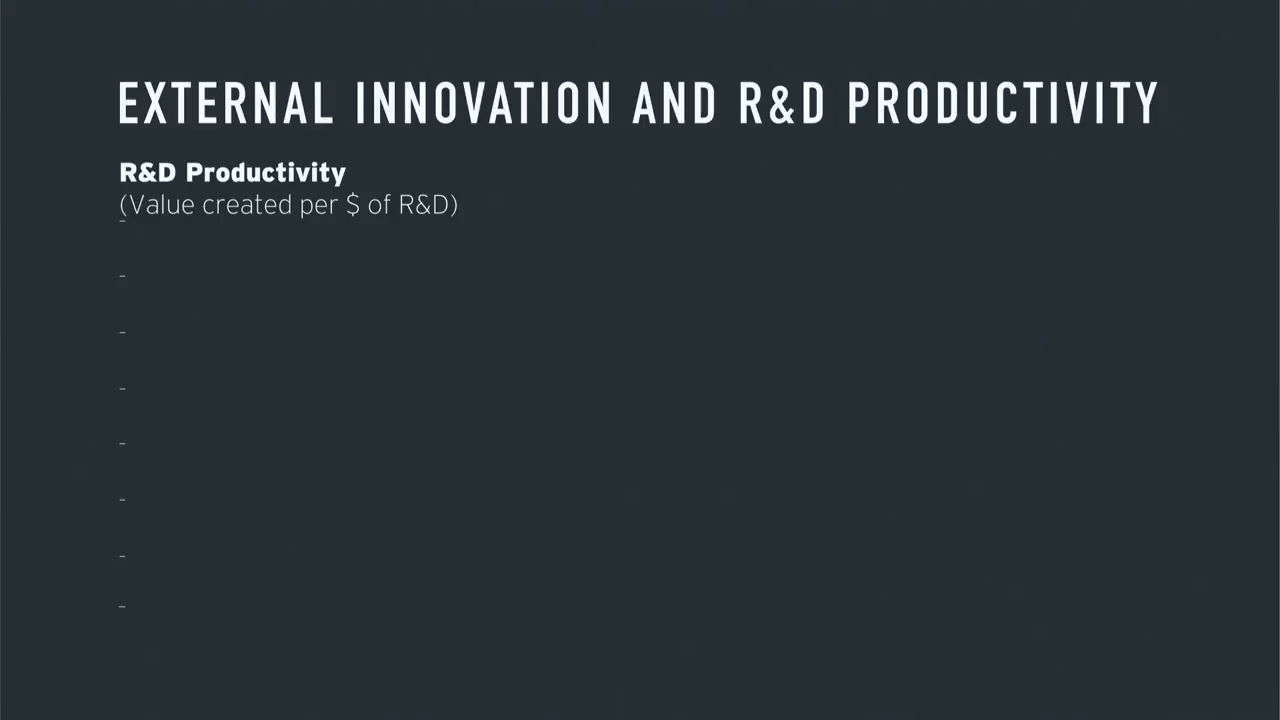 EXTERNAL INNOVATION AND R&D PRODUCTIVITY
R&D Productivity
(Value created per $ of R&D)